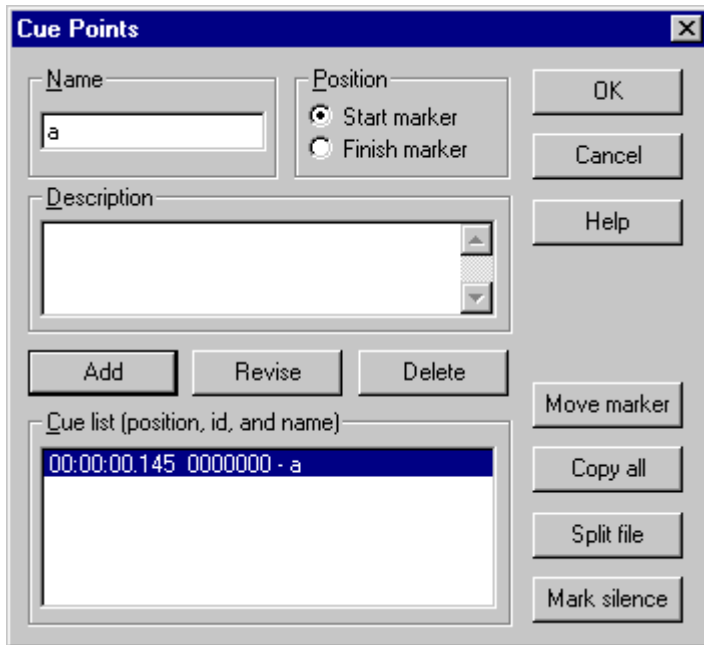 Cue Points
Name
a
Position
Start marker
Finish marker
OK
Cancel
Help
Description
Add
Revise
Delete
Cue list (position, id, and name)
00:00:00.145 0000000 - a
Move marker
Copy all
Split file
Mark silence